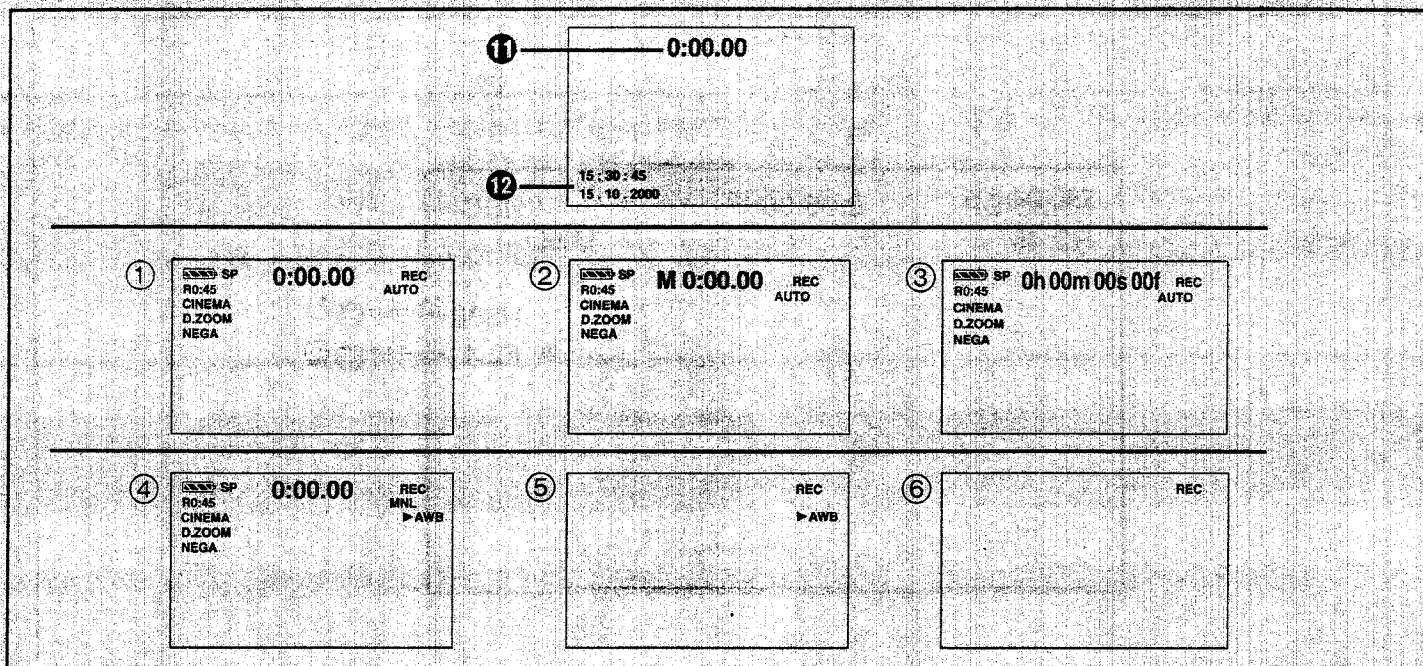 ⓫ 0:00.00
⓬ 15 : 30 : 45
15 . 10 . 2000
① SP 0:00.00 REC
R0:45 AUTO
CINEMA
D.ZOOM
NEGA
② SP M 0:00.00 REC
R0:45 AUTO
CINEMA
D.ZOOM
NEGA
③ SP 0h 00m 00s 00f REC
R0:45 AUTO
CINEMA
D.ZOOM
NEGA
④ SP 0:00.00 REC
R0:45 MNL
CINEMA ►AWB
D.ZOOM
NEGA
⑤ REC
►AWB
⑥ REC